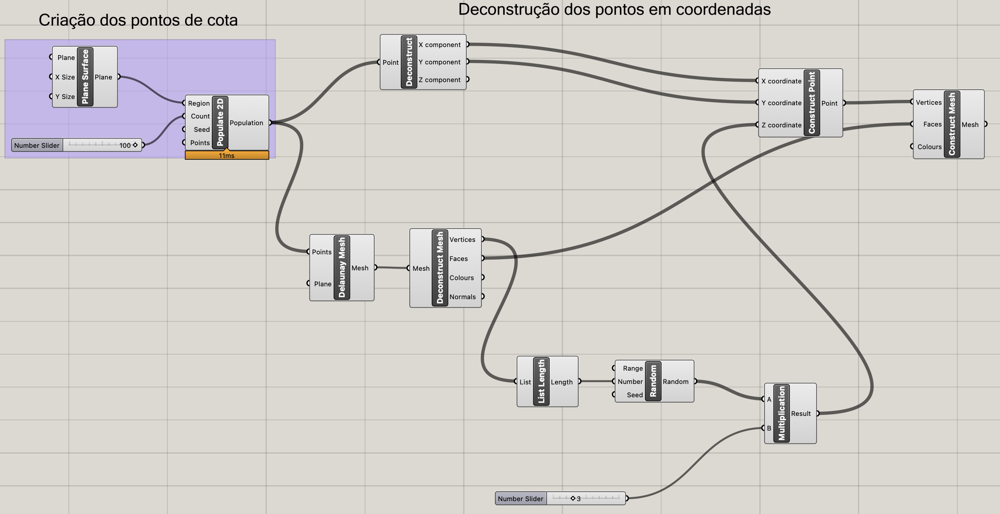 Criação dos pontos de cota
Deconstrução dos pontos em coordenadas
Plane
X Size
Y Size
Plane Surface
Plane
Number Slider
100
Region
Count
Seed
Points
Populate 2D
Population
11ms
Point
Deconstruct
X component
Y component
Z component
X coordinate
Y coordinate
Z coordinate
Construct Point
Point
Vertices
Faces
Colours
Construct Mesh
Mesh
Points
Plane
Delaunay Mesh
Mesh
Mesh
Deconstruct Mesh
Vertices
Faces
Colours
Normals
List
List Length
Length
Range
Number
Seed
Random
Random
A
B
Multiplication
Result
Number Slider
3